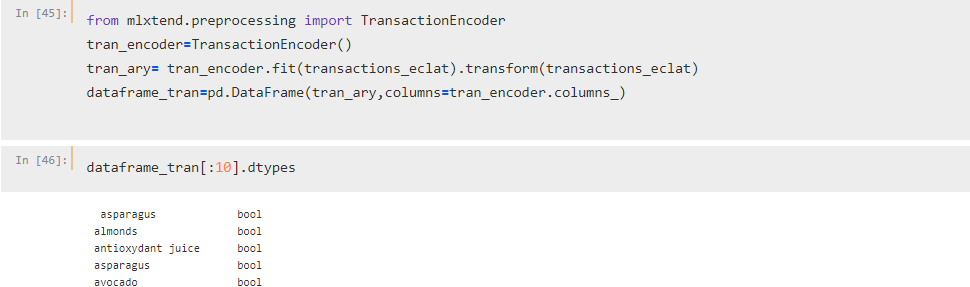 In [45]:
from mlxtend.preprocessing import TransactionEncoder
tran_encoder=TransactionEncoder()
tran_ary= tran_encoder.fit(transactions_eclat).transform(transactions_eclat)
dataframe_tran=pd.DataFrame(tran_ary,columns=tran_encoder.columns_)
In [46]:
dataframe_tran[:10].dtypes
 asparagus            bool
almonds               bool
antioxydant juice     bool
asparagus             bool
avocado               bool